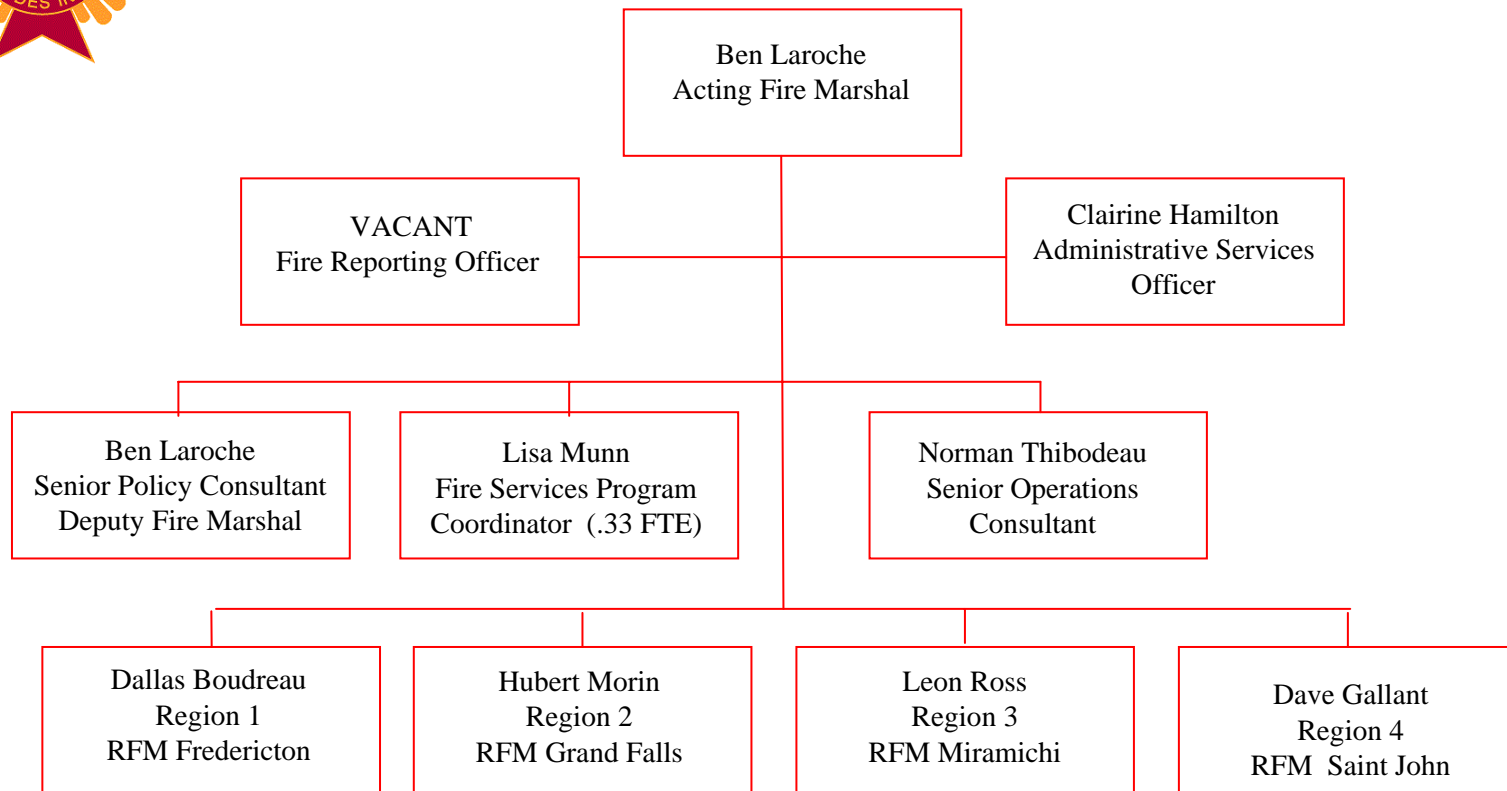 DES IN
Ben Laroche
Acting Fire Marshal
VACANT
Fire Reporting Officer
Clairine Hamilton
Administrative Services
Officer
Ben Laroche
Senior Policy Consultant
Deputy Fire Marshal
Lisa Munn
Fire Services Program
Coordinator (.33 FTE)
Norman Thibodeau
Senior Operations
Consultant
Dallas Boudreau
Region 1
RFM Fredericton
Hubert Morin
Region 2
RFM Grand Falls
Leon Ross
Region 3
RFM Miramichi
Dave Gallant
Region 4
RFM Saint John